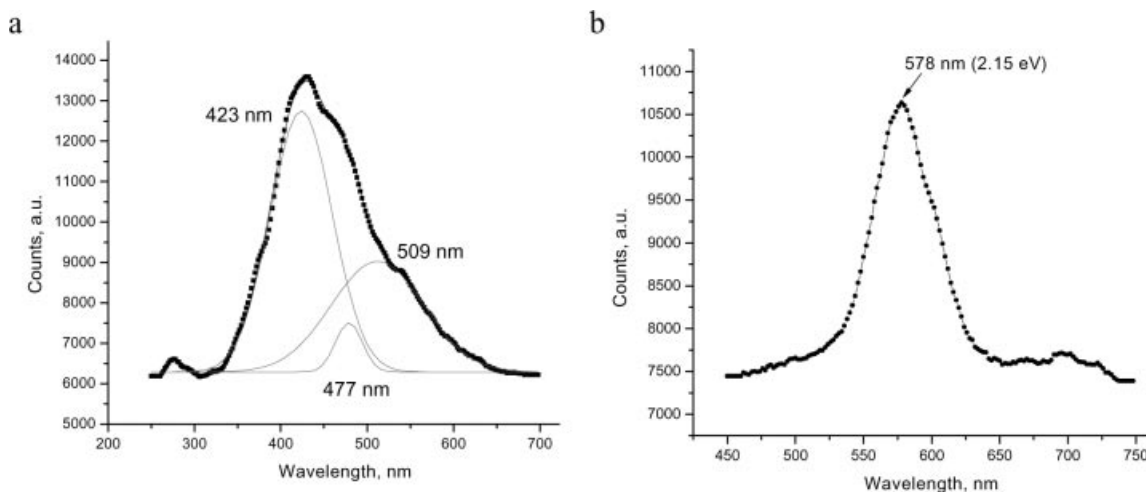 a
14000
13000
12000
11000
10000
9000
8000
7000
6000
5000
200 300 400 500 600 700
Counts, a.u.
Wavelength, nm
423 nm
509 nm
477 nm
b
11000
10500
10000
9500
9000
8500
8000
7500
7000
450 500 550 600 650 700 750
Counts, a.u.
Wavelength, nm
578 nm (2.15 eV)